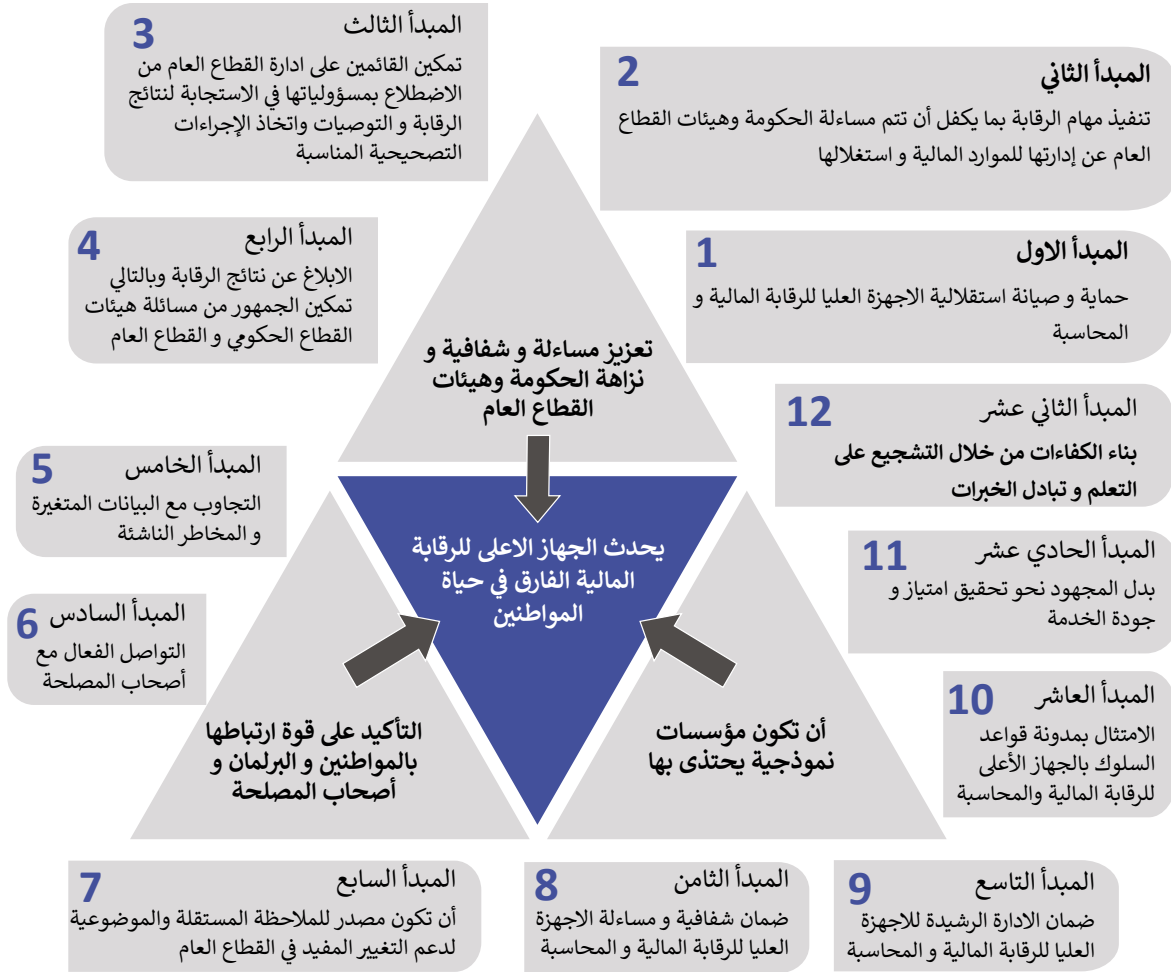 المبدأ الثالث
3
تمكين القائمين على ادارة القطاع العام من
الاضطلاع بمسؤولياتها في الاستجابة لنتائج
الرقابة و التوصيات واتخاذ الإجراءات
التصحيحية المناسبة
المبدأ الثاني
2
تنفيذ مهام الرقابة بما يكفل أن تتم مساءلة الحكومة وهيئات القطاع
العام عن إدارتها للموارد المالية و استغلالها
المبدأ الاول
1
حماية و صيانة استقلالية الاجهزة العليا للرقابة المالية و
المحاسبة
المبدأ الرابع
4
الابلاغ عن نتائج الرقابة وبالتالي
تمكين الجمهور من مسائلة هيئات
القطاع الحكومي و القطاع العام
تعزيز مساءلة و شفافية و
نزاهة الحكومة وهيئات
القطاع العام
المبدأ الثاني عشر
12
بناء الكفاءات من خلال التشجيع على
التعلم و تبادل الخبرات
المبدأ الخامس
5
التجاوب مع البيانات المتغيرة
و المخاطر الناشئة
يحدث الجهاز الاعلى للرقابة
المالية الفارق في حياة
المواطنين
المبدأ الحادي عشر
11
بدل المجهود نحو تحقيق امتياز و
جودة الخدمة
المبدأ السادس
6
التواصل الفعال مع
أصحاب المصلحة
المبدأ العاشر
10
الامتثال بمدونة قواعد
السلوك بالجهاز الأعلى
للرقابة المالية والمحاسبة
أن تكون مؤسسات
نموذجية يحتذى بها
التأكيد على قوة ارتباطها
بالمواطنين و البرلمان و
أصحاب المصلحة
المبدأ التاسع
9
ضمان الادارة الرشيدة للاجهزة
العليا للرقابة المالية و المحاسبة
المبدأ الثامن
8
ضمان شفافية و مساءلة الاجهزة
العليا للرقابة المالية و المحاسبة
المبدأ السابع
7
أن تكون مصدر للملاحظة المستقلة والموضوعية
لدعم التغيير المفيد في القطاع العام